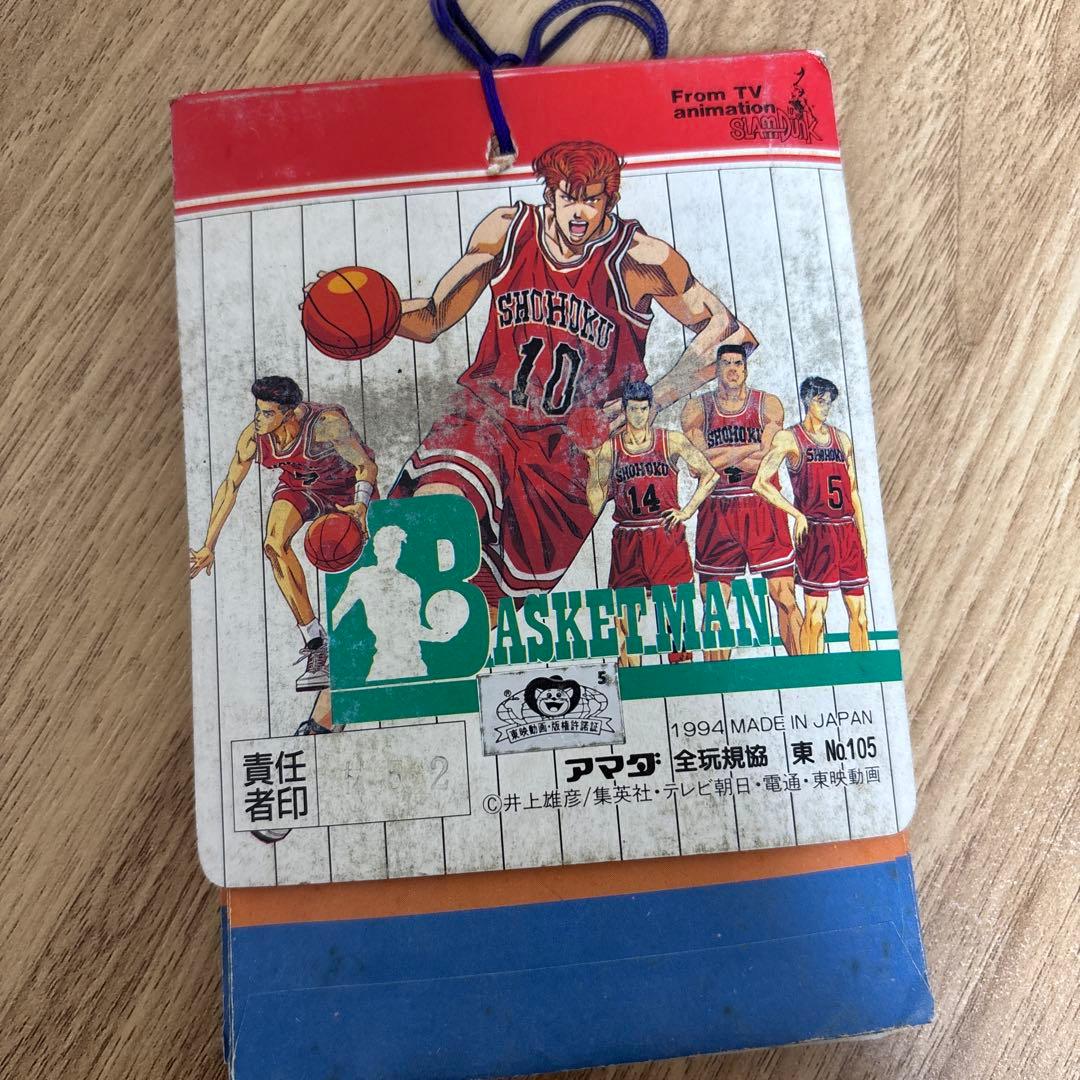 From TV
animation
SLAM DUNK
SHOHOKU
10
SHOHOKU
14
SHOHOKU
SHOHOKU
5
BASKETMAN
5
®
東映動画・版権許諾証
1994 MADE IN JAPAN
アマダ 全玩規協 東 No.105
©井上雄彦/集英社・テレビ朝日・電通・東映動画
責任
者印
2